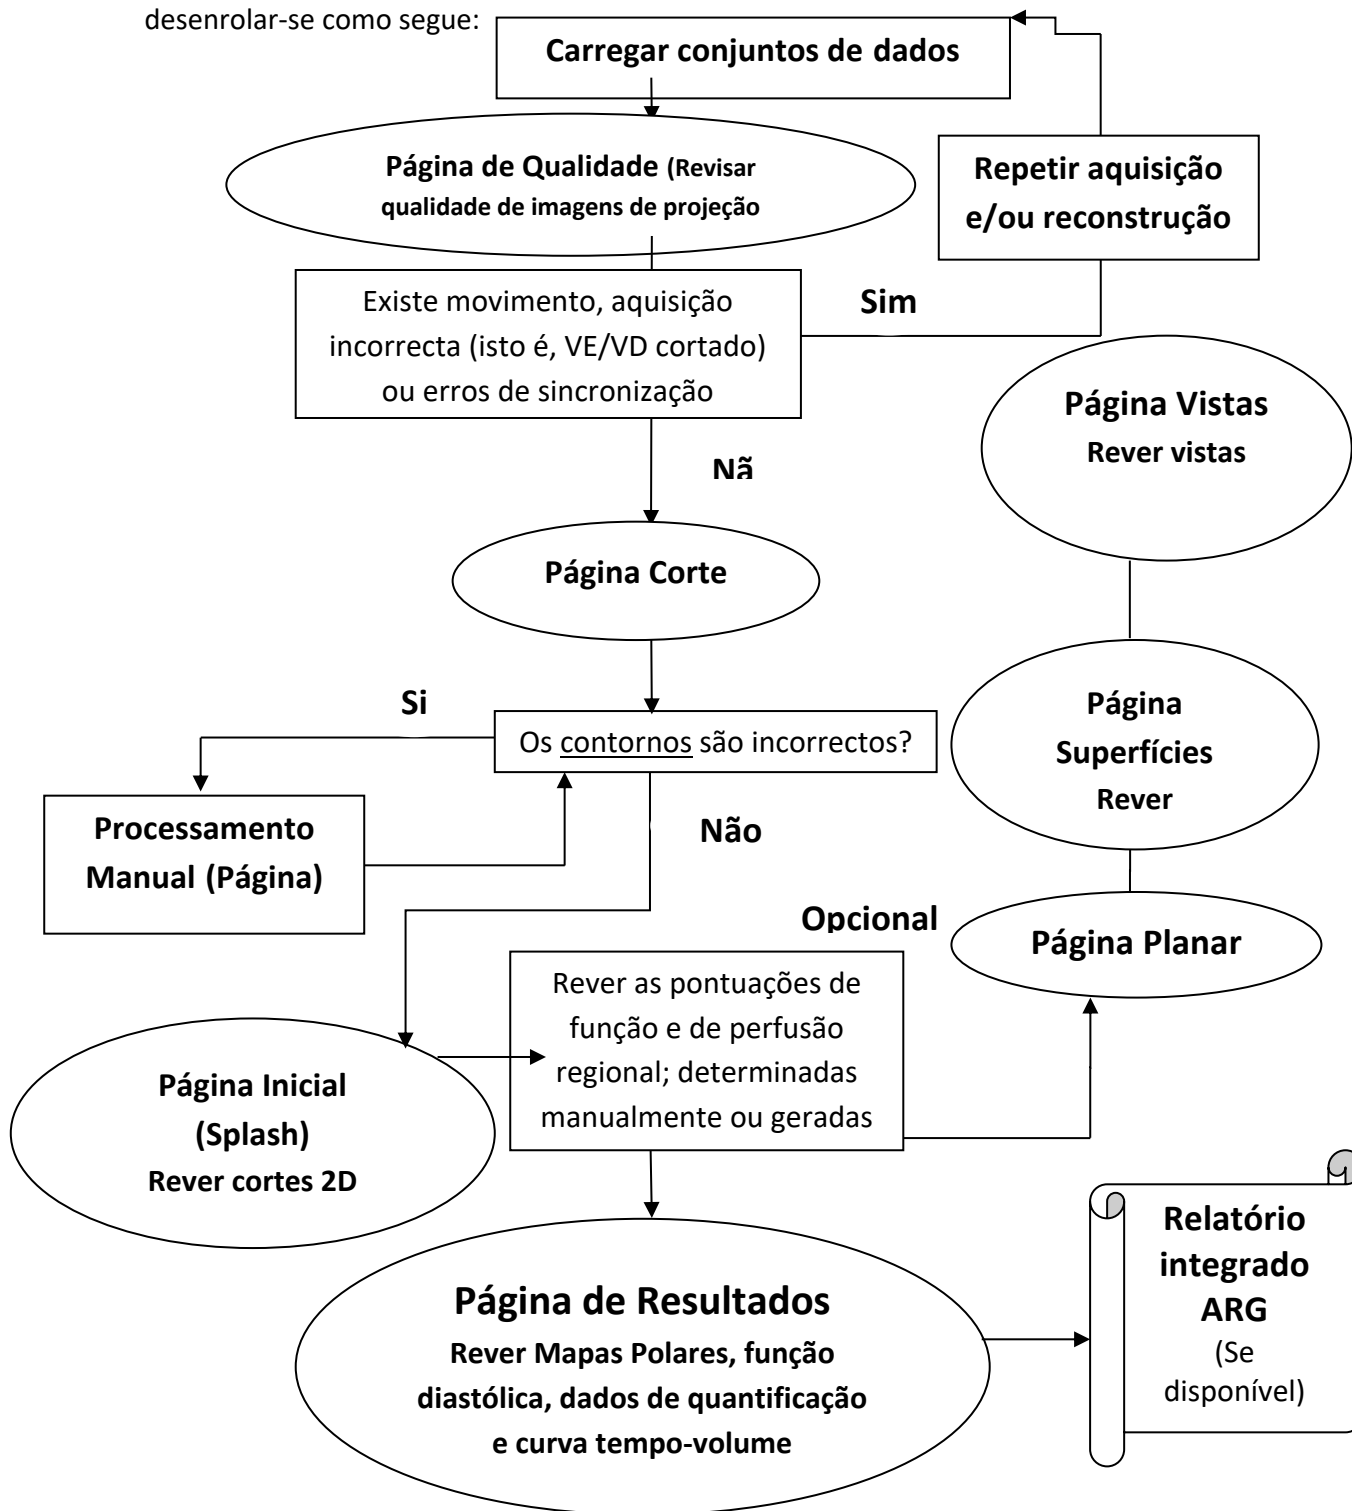 desenrolar-se como segue:
Carregar conjuntos de dados
Página de Qualidade (Revisar
qualidade de imagens de projeção
Repetir aquisição
e/ou reconstrução
Existe movimento, aquisição
incorrecta (isto é, VE/VD cortado)
ou erros de sincronização
Sim
Nã
Página Vistas
Rever vistas
Página Corte
Si
Os contornos são incorrectos?
Página
Superfícies
Rever
Processamento
Manual (Página)
Não
Opcional
Página Planar
Rever as pontuações de
função e de perfusão
regional; determinadas
manualmente ou geradas
Página Inicial
(Splash)
Rever cortes 2D
Página de Resultados
Rever Mapas Polares, função
diastólica, dados de quantificação
e curva tempo-volume
Relatório
integrado
ARG
(Se
disponível)